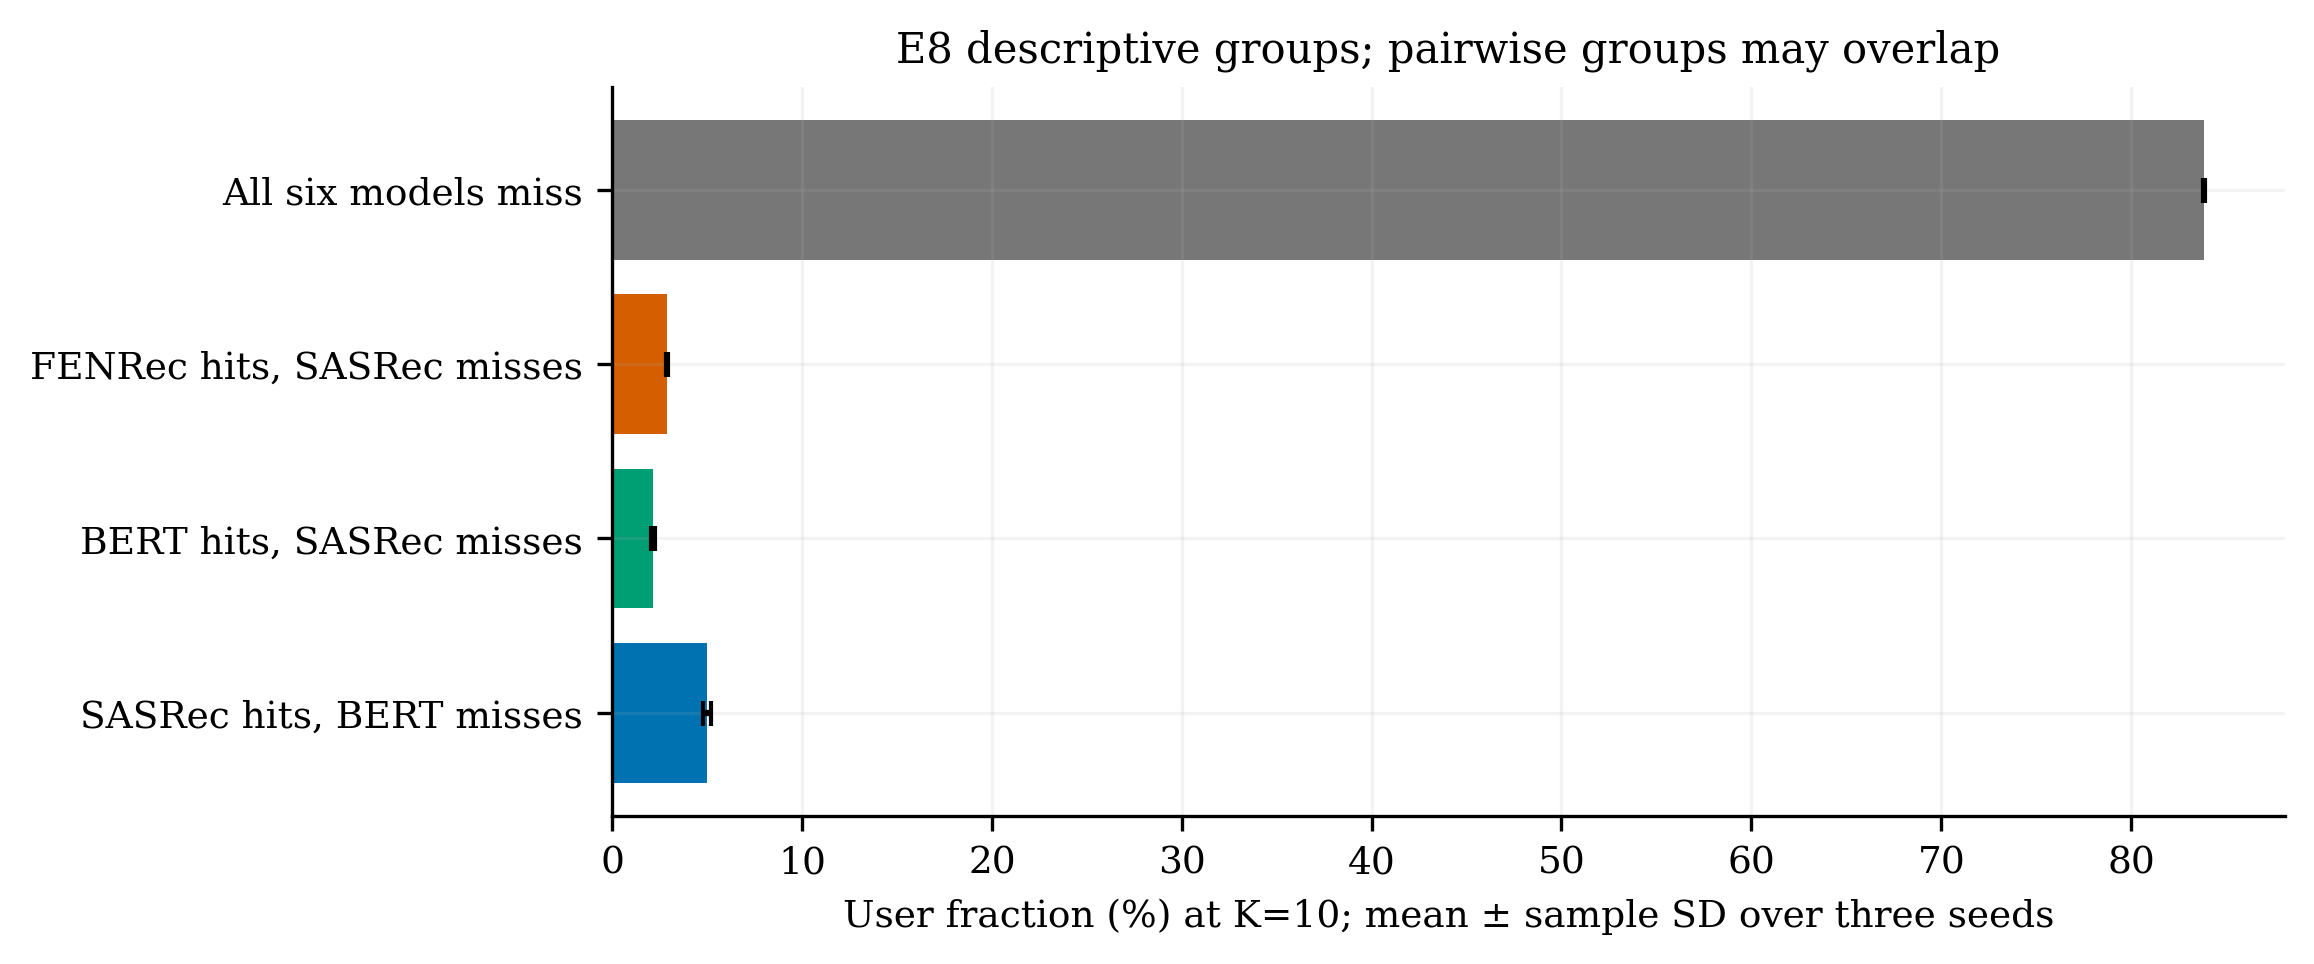 E8 descriptive groups; pairwise groups may overlap
All six models miss
FENRec hits, SASRec misses
BERT hits, SASRec misses
SASRec hits, BERT misses
0 10 20 30 40 50 60 70 80
User fraction (%) at K=10; mean ± sample SD over three seeds